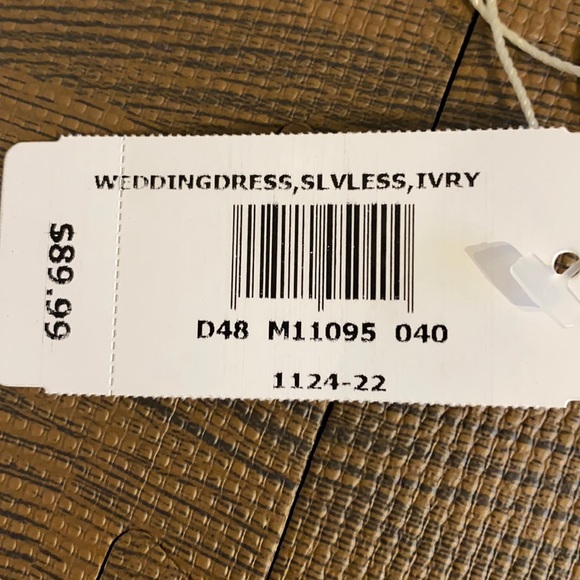 WEDDINGDRESS,SLVLESS,IVRY
D48 M11095 040
1124-22
$89.99